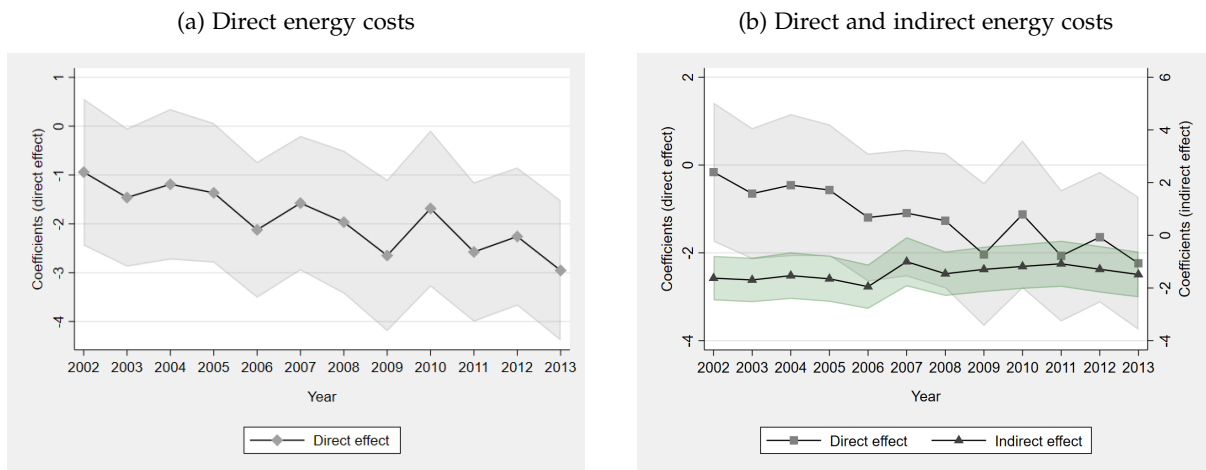 (a) Direct energy costs
Coefficients (direct effect)
1
0
-1
-2
-3
-4
2002 2003 2004 2005 2006 2007 2008 2009 2010 2011 2012 2013
Year
Direct effect
(b) Direct and indirect energy costs
Coefficients (direct effect)
2
0
-2
-4
6
4
2
0
-2
-4
Coefficients (indirect effect)
2002 2003 2004 2005 2006 2007 2008 2009 2010 2011 2012 2013
Year
Direct effect Indirect effect